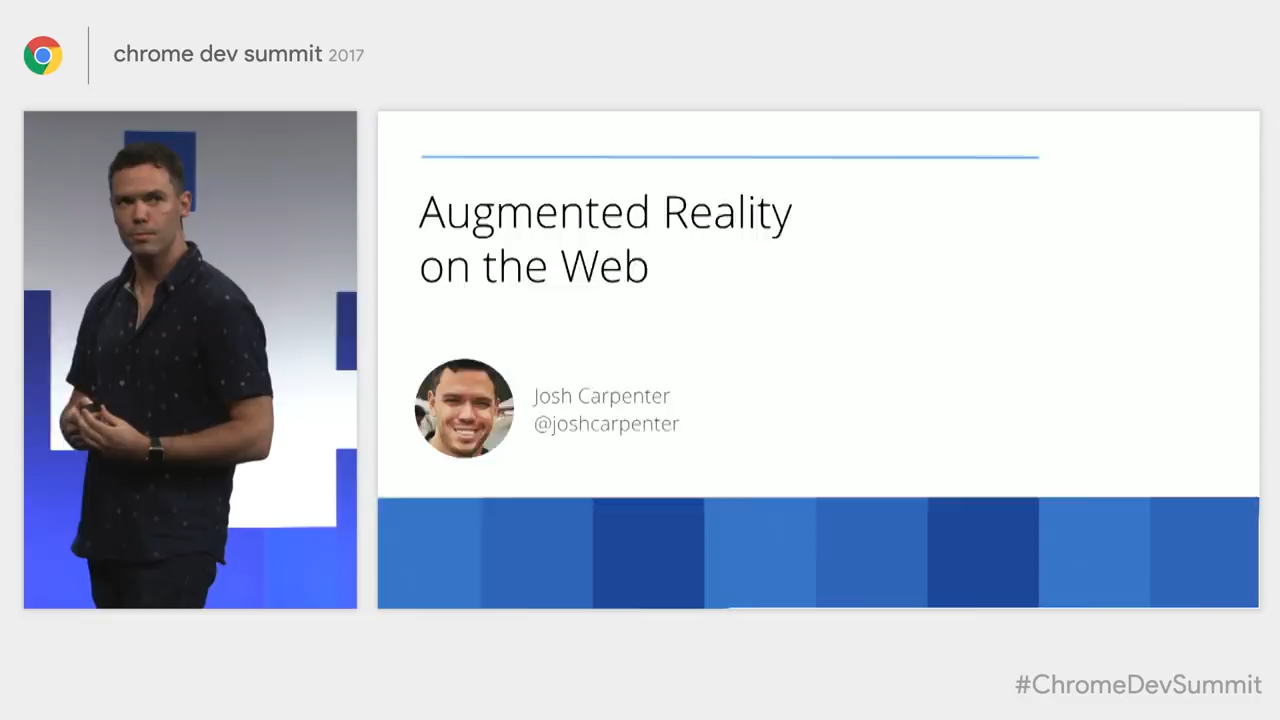 chrome dev summit 2017
Augmented Reality
on the Web
Josh Carpenter
@joshcarpenter
#ChromeDevSummit